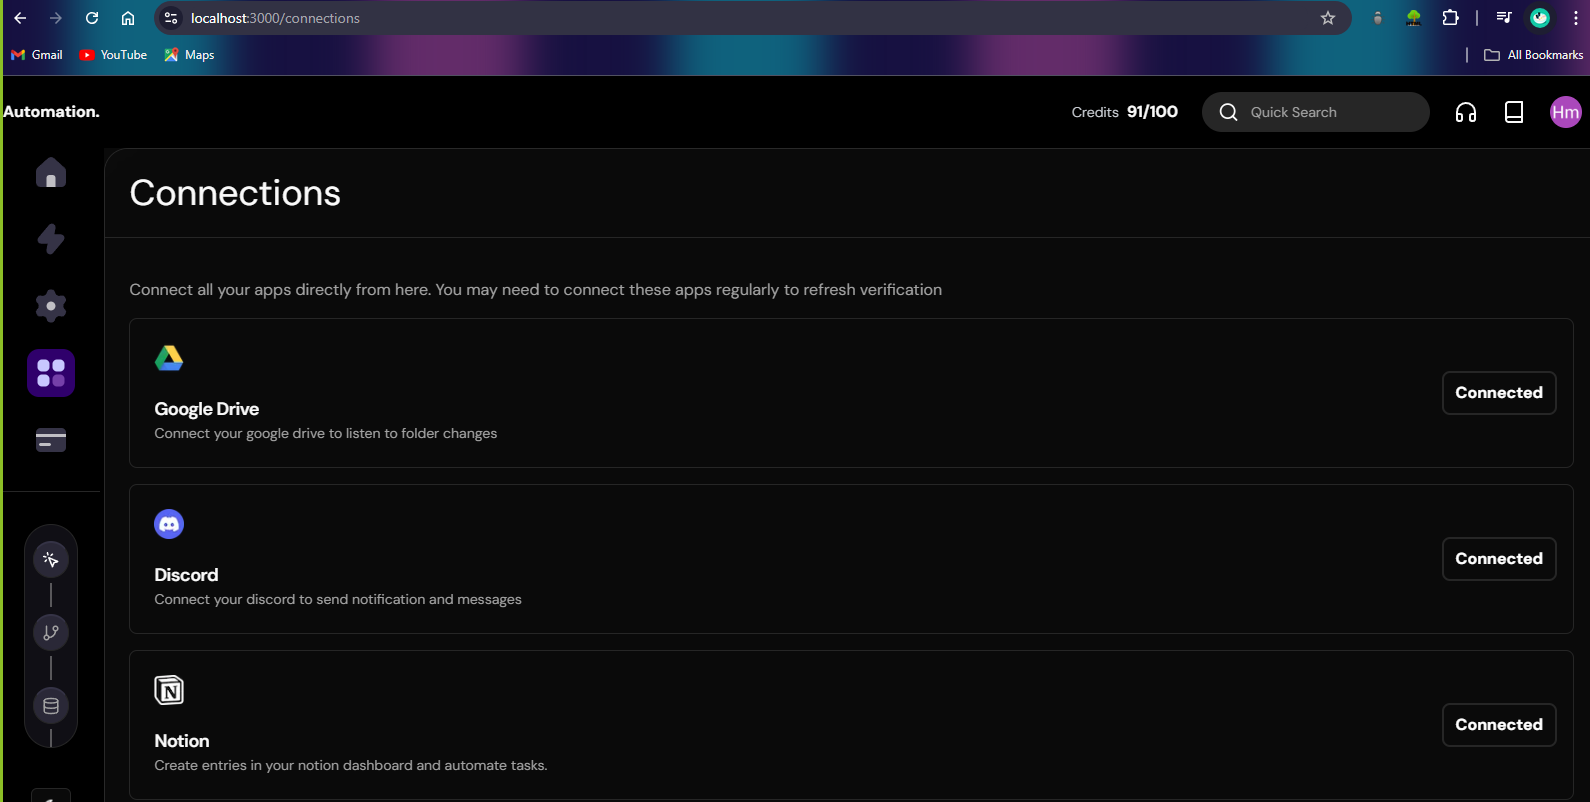 localhost:3000/connections
Gmail YouTube Maps All Bookmarks
Automation. Credits 91/100 Quick Search Hm
Connections
Connect all your apps directly from here. You may need to connect these apps regularly to refresh verification
Google Drive
Connect your google drive to listen to folder changes
Connected
Discord
Connect your discord to send notification and messages
Connected
Notion
Create entries in your notion dashboard and automate tasks.
Connected